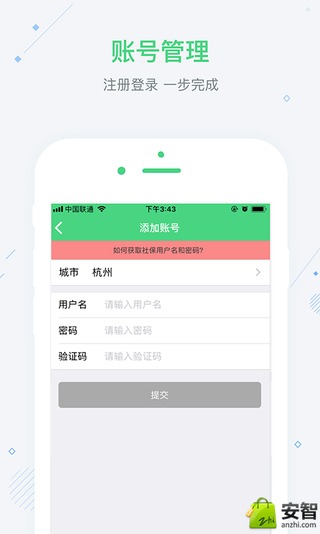 账号管理
注册登录 一步完成
中国联通 下午3:43
添加账号
如何获取社保用户名和密码?
城市 杭州
用户名 请输入用户名
密码 请输入密码
验证码 请输入验证码
提交
安智
zhi
anzhi.com